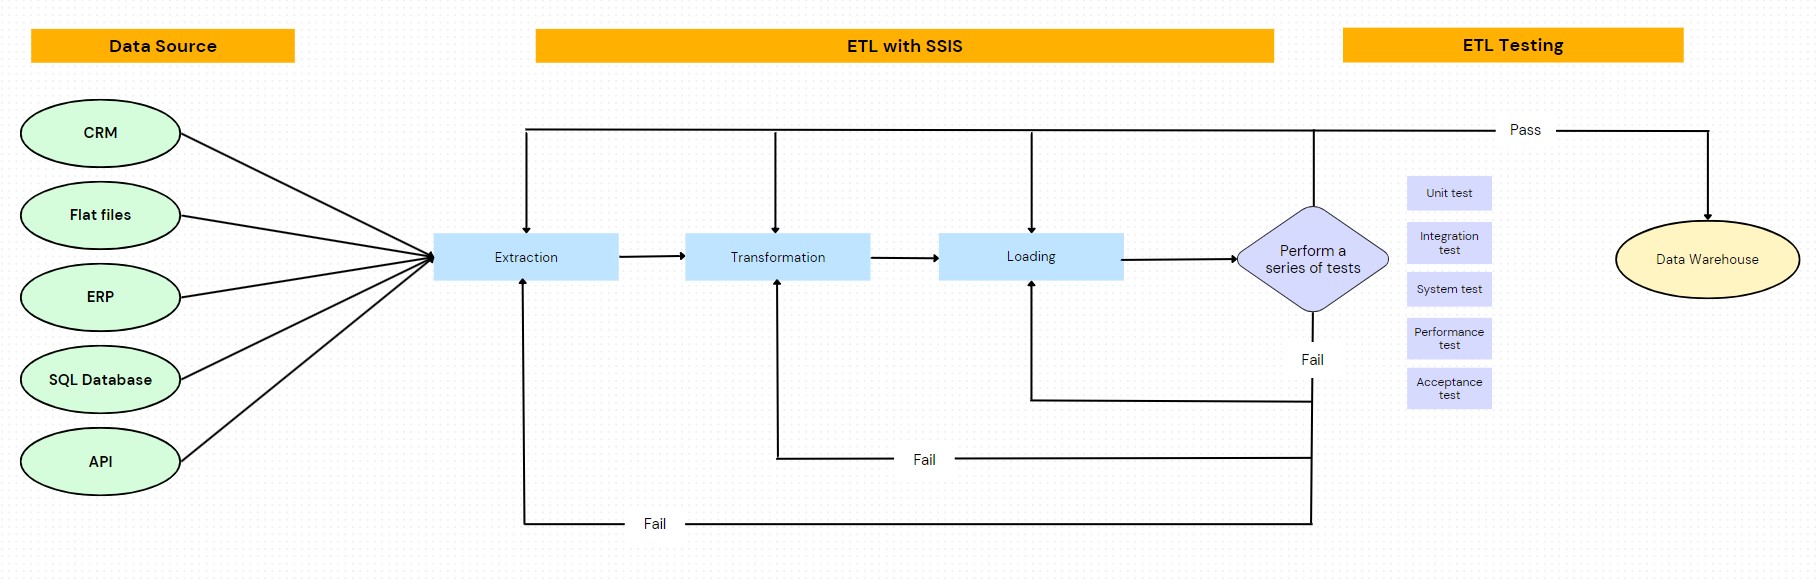 Data Source
ETL with SSIS
ETL Testing
CRM
Flat files
ERP
SQL Database
API
Extraction
Transformation
Loading
Perform a
series of tests
Pass
Unit test
Integration
test
System test
Performance
test
Acceptance
test
Data Warehouse
Fail
Fail
Fail